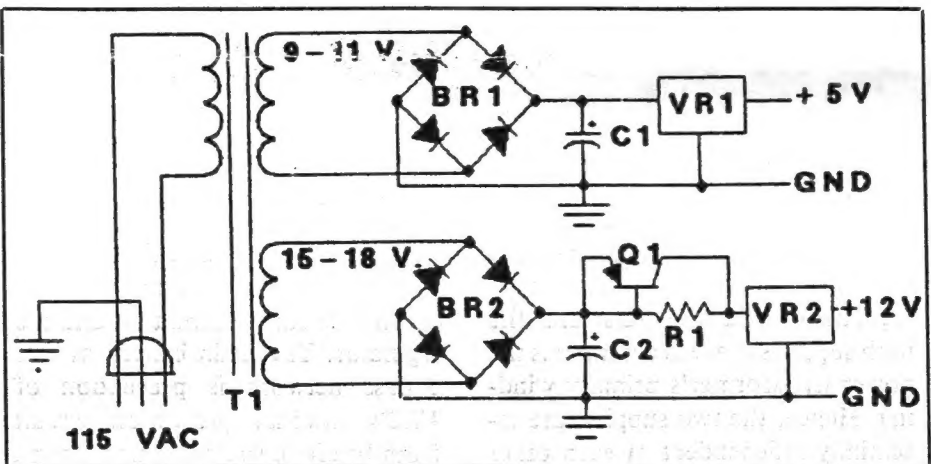 9-11 V.
BR1
C1
VR1
+ 5V
GND
15-18 V.
BR2
Q1
R1
C2
VR2
+12V
GND
T1
115 VAC